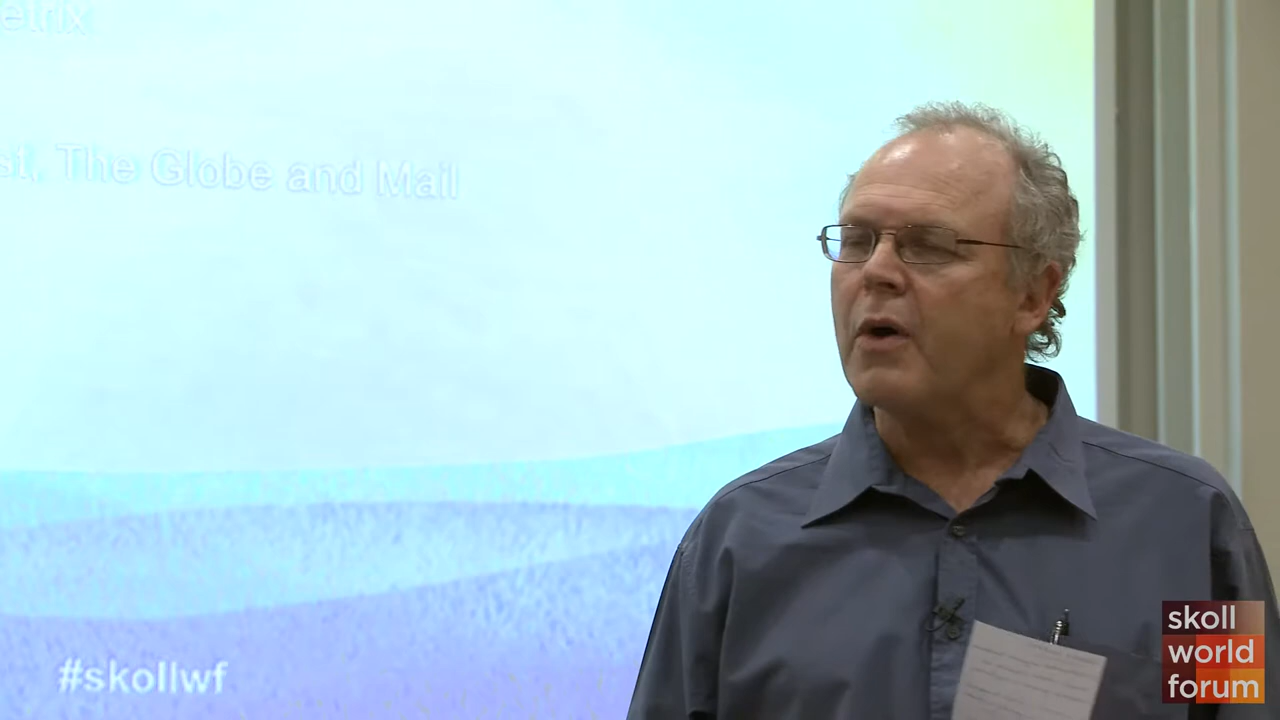 etrix
st, The Globe and Mail
#skollwf
skoll
world
forum